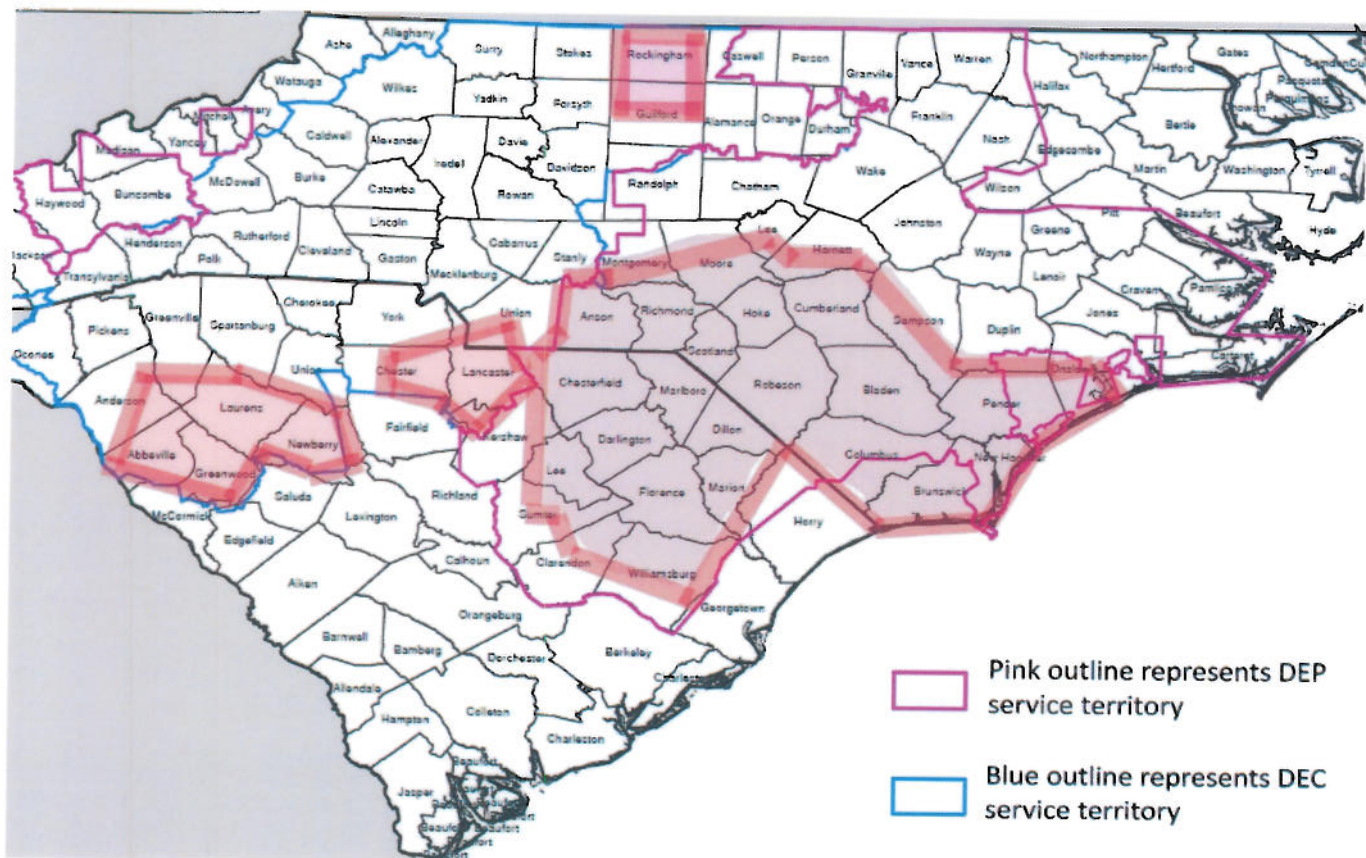 Alleghany
Ashe
Surry
Stokes
Rockingham
Caswell
Person
Granville
Vance
Warren
Northampton
Gates
Hertford
Halifax
Watauga
Wilkes
Yadkin
Forsyth
Guilford
Alamance
Orange
Durham
Franklin
Nash
Bertie
Mitchell
Avery
Yancey
Madison
Caldwell
Alexander
Davie
Iredell
Davidson
Edgecombe
Martin
Washington
Tyrrell
Buncombe
McDowell
Burke
Catawba
Rowan
Randolph
Chatham
Wake
Wilson
Haywood
Lincoln
Johnston
Pitt
Beaufort
Hyde
Rutherford
Cleveland
Gaston
Cabarrus
Stanly
Montgomery
Moore
Lee
Harnett
Wayne
Greene
Henderson
Polk
Transylvania
Mecklenburg
Lenoir
Craven
Pamlico
Cherokee
York
Union
Anson
Richmond
Hoke
Cumberland
Sampson
Duplin
Jones
Carteret
Pickens
Greenville
Spartanburg
Scotland
Onslow
Oconee
Union
Chester
Lancaster
Chesterfield
Marlboro
Robeson
Bladen
Pender
Anderson
Laurens
Fairfield
Kershaw
Darlington
Dillon
Columbus
New Hanover
Abbeville
Greenwood
Newberry
Lee
Florence
Marion
Brunswick
Saluda
Richland
Sumter
Horry
McCormick
Edgefield
Lexington
Calhoun
Clarendon
Williamsburg
Aiken
Orangeburg
Georgetown
Barnwell
Bamberg
Dorchester
Berkeley
Allendale
Charleston
Hampton
Colleton
Charleston
Beaufort
Jasper
Beaufort
Beaufort
Pink outline represents DEP
service territory
Blue outline represents DEC
service territory